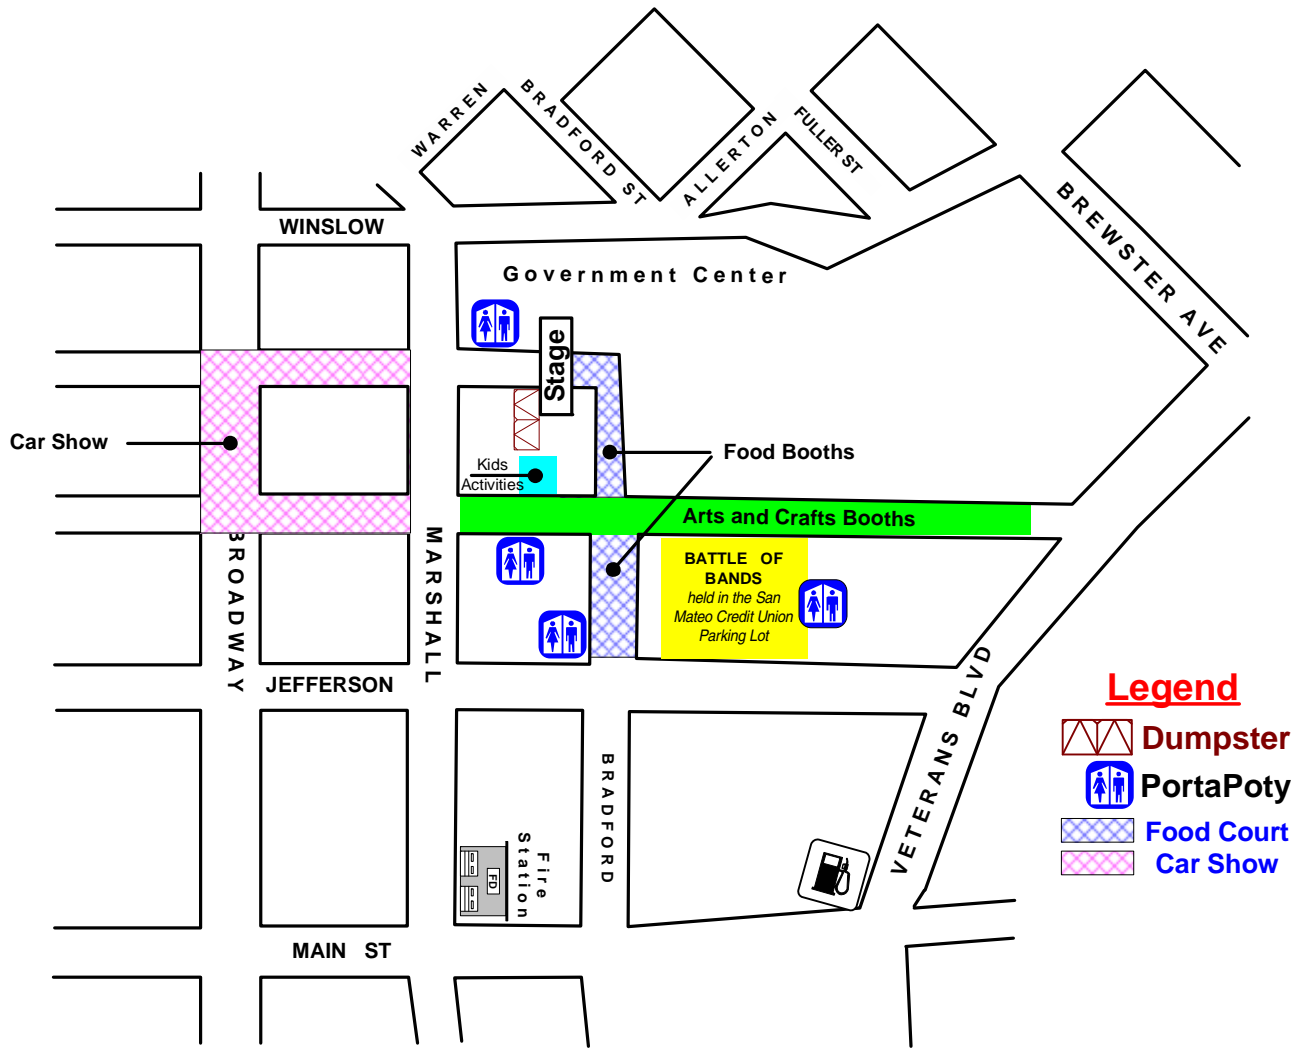 WARREN
BRADFORD ST
ALLERTON
FULLER ST
BREWSTER AVE
WINSLOW
Government Center
Stage
Car Show
Food Booths
Kids
Activities
Arts and Crafts Booths
BROADWAY
MARSHALL
BATTLE OF
BANDS
held in the San
Mateo Credit Union
Parking Lot
JEFFERSON
VETERANS BLVD
BRADFORD
Fire
Station
FD
MAIN ST
Legend
Dumpster
PortaPoty
Food Court
Car Show